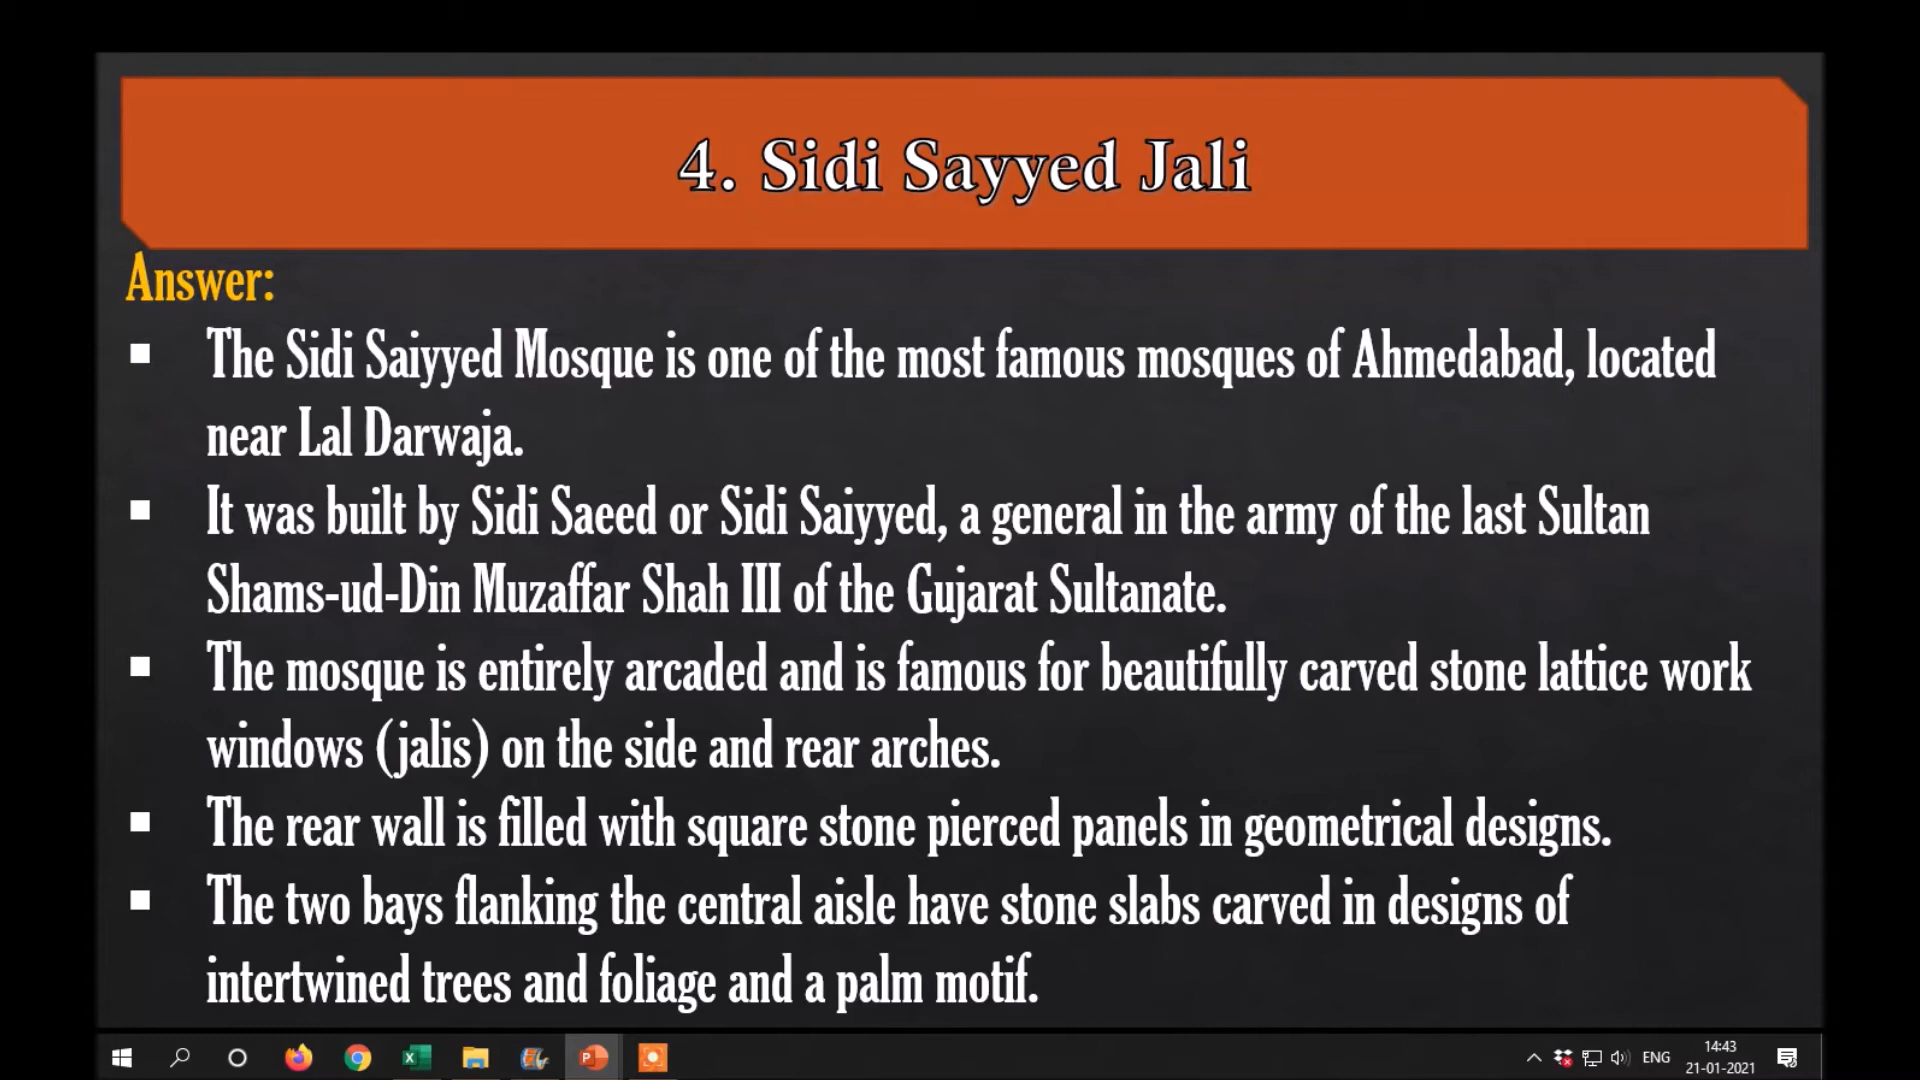 4. Sidi Sayyed Jali
Answer:
▪ The Sidi Saiyyed Mosque is one of the most famous mosques of Ahmedabad, located
near Lal Darwaja.
▪ It was built by Sidi Saeed or Sidi Saiyyed, a general in the army of the last Sultan
Shams-ud-Din Muzaffar Shah III of the Gujarat Sultanate.
▪ The mosque is entirely arcaded and is famous for beautifully carved stone lattice work
windows (jalis) on the side and rear arches.
▪ The rear wall is filled with square stone pierced panels in geometrical designs.
▪ The two bays flanking the central aisle have stone slabs carved in designs of
intertwined trees and foliage and a palm motif.
ENG
14:43
21-01-2021